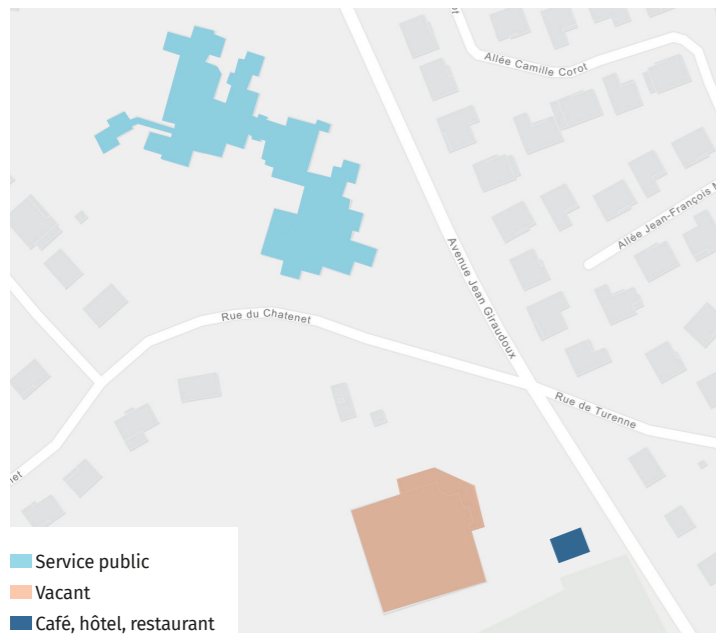 Allée Camille Corot
Allée Jean-François
Avenue Jean Giraudoux
Rue du Chatenet
Rue de Turenne
Service public
Vacant
Café, hôtel, restaurant